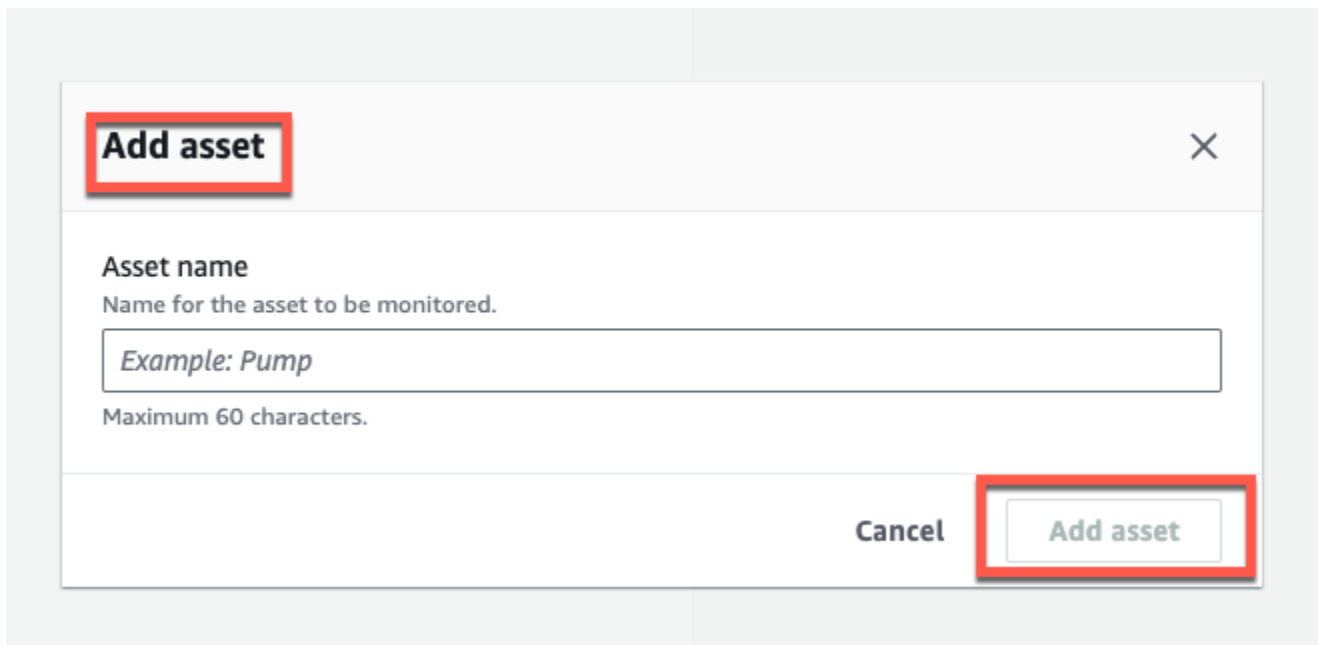 Add asset
Asset name
Name for the asset to be monitored.
Example: Pump
Maximum 60 characters.
Cancel
Add asset